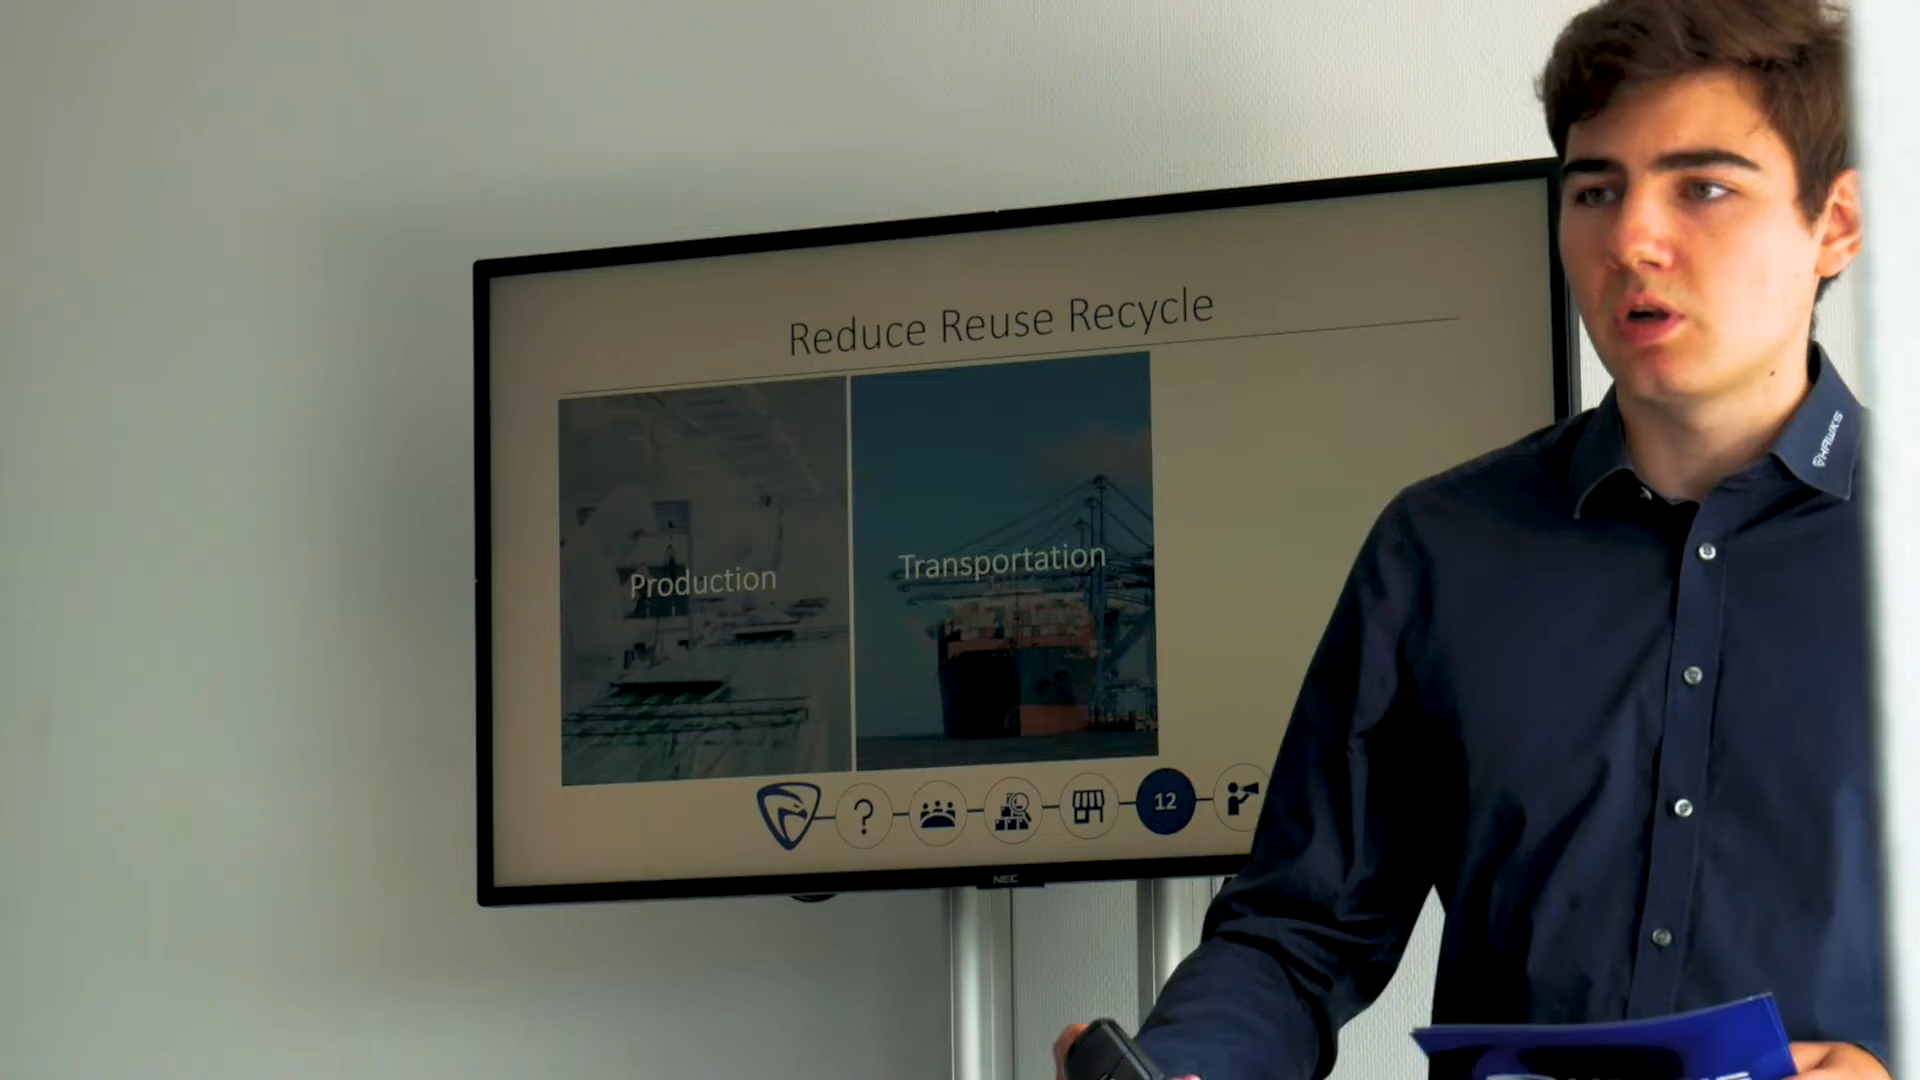 Reduce Reuse Recycle
Production
Transportation
?
12
NEC
HAWKS